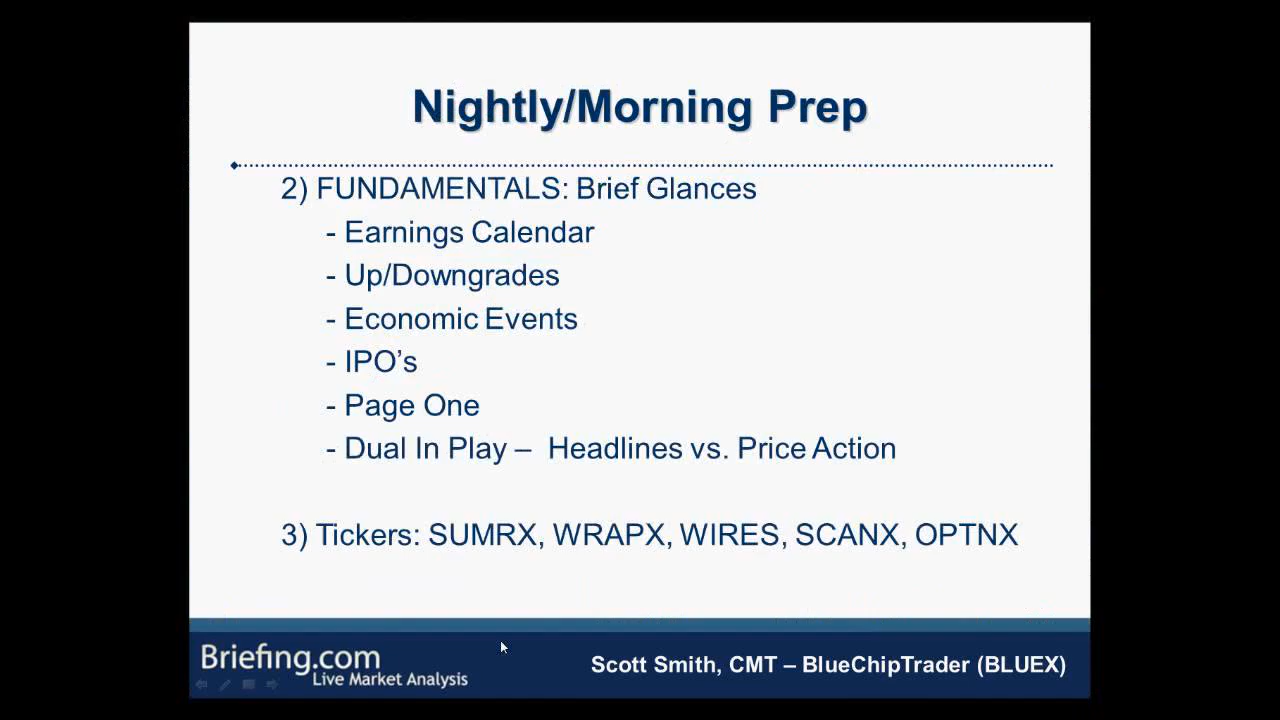 Nightly/Morning Prep
2) FUNDAMENTALS: Brief Glances
- Earnings Calendar
- Up/Downgrades
- Economic Events
- IPO’s
- Page One
- Dual In Play –  Headlines vs. Price Action
3) Tickers: SUMRX, WRAPX, WIRES, SCANX, OPTNX
Briefing.com
Live Market Analysis
Scott Smith, CMT – BlueChipTrader (BLUEX)